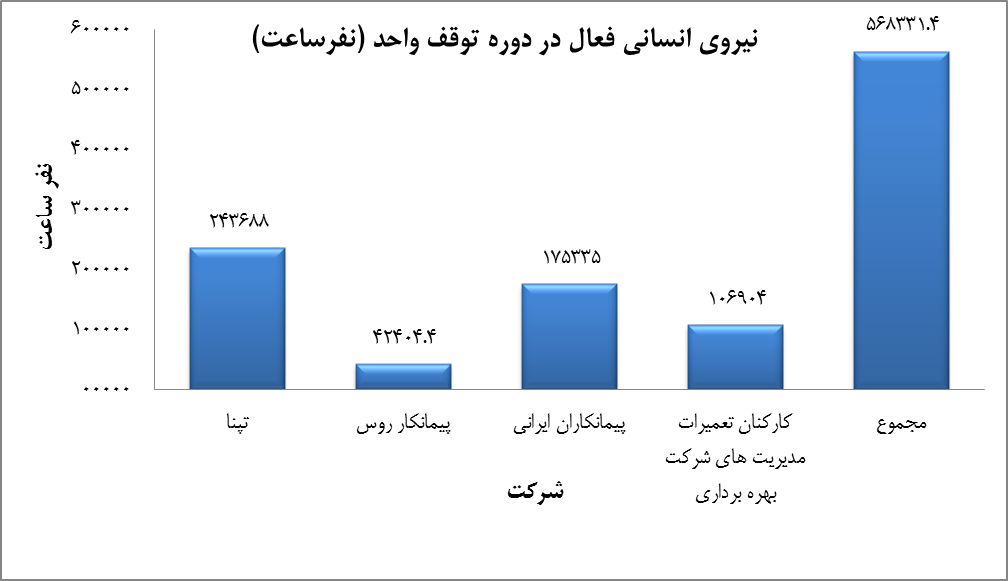 نیروی انسانی فعال در دوره توقف واحد (نفرساعت)
نفر ساعت
۶۰۰۰۰۰
۵۰۰۰۰۰
۴۰۰۰۰۰
۳۰۰۰۰۰
۲۰۰۰۰۰
۱۰۰۰۰۰
۰۰۰۰۰
۲۴۳۶۸۸
۴۲۴۰۴.۴
۱۷۵۳۳۵
۱۰۶۹۰۴
۵۶۸۳۳۱.۴
تپنا
پیمانکار روس
پیمانکاران ایرانی
کارکنان تعمیرات
مدیریت های شرکت
بهره برداری
مجموع
شرکت